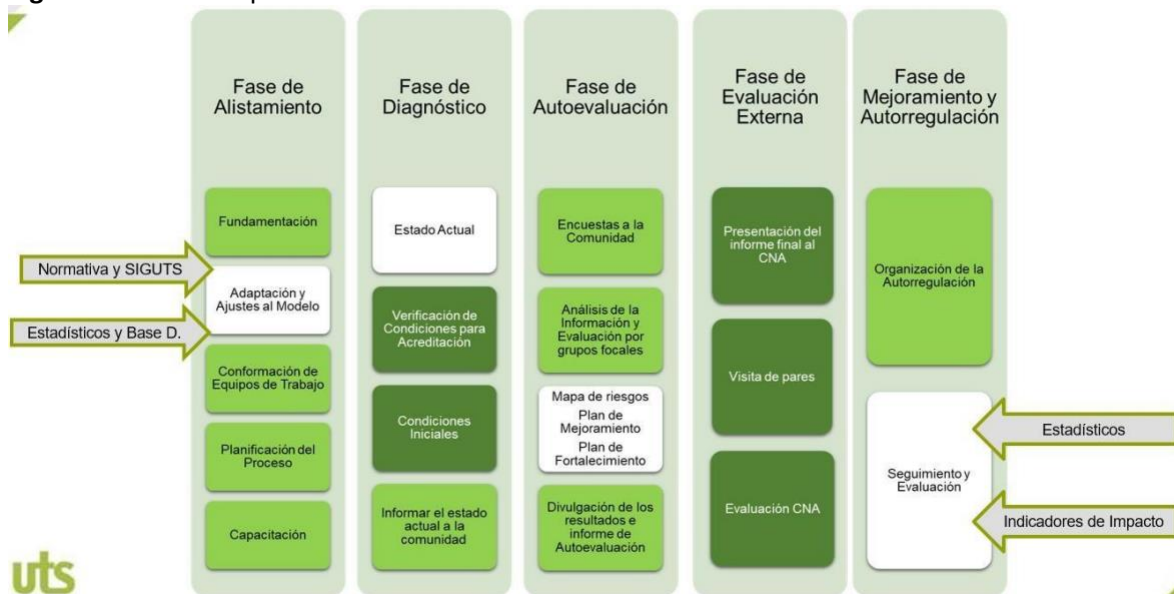 Fase de
Alistamiento
Fundamentación
Normativa y SIGUTS
Adaptación y
Ajustes al Modelo
Estadísticos y Base D.
Conformación de
Equipos de Trabajo
Planificación del
Proceso
Capacitación
Fase de
Diagnóstico
Estado Actual
Verificación de
Condiciones para
Acreditación
Condiciones
Iniciales
Informar el estado
actual a la
comunidad
Fase de
Autoevaluación
Encuestas a la
Comunidad
Análisis de la
Información y
Evaluación por
grupos focales
Mapa de riesgos
Plan de
Mejoramiento
Plan de
Fortalecimiento
Divulgación de los
resultados e
informe de
Autoevaluación
Fase de
Evaluación
Externa
Presentación del
informe final al
CNA
Visita de pares
Evaluación CNA
Fase de
Mejoramiento y
Autorregulación
Organización de la
Autorregulación
Estadísticos
Seguimiento y
Evaluación
Indicadores de Impacto
uts